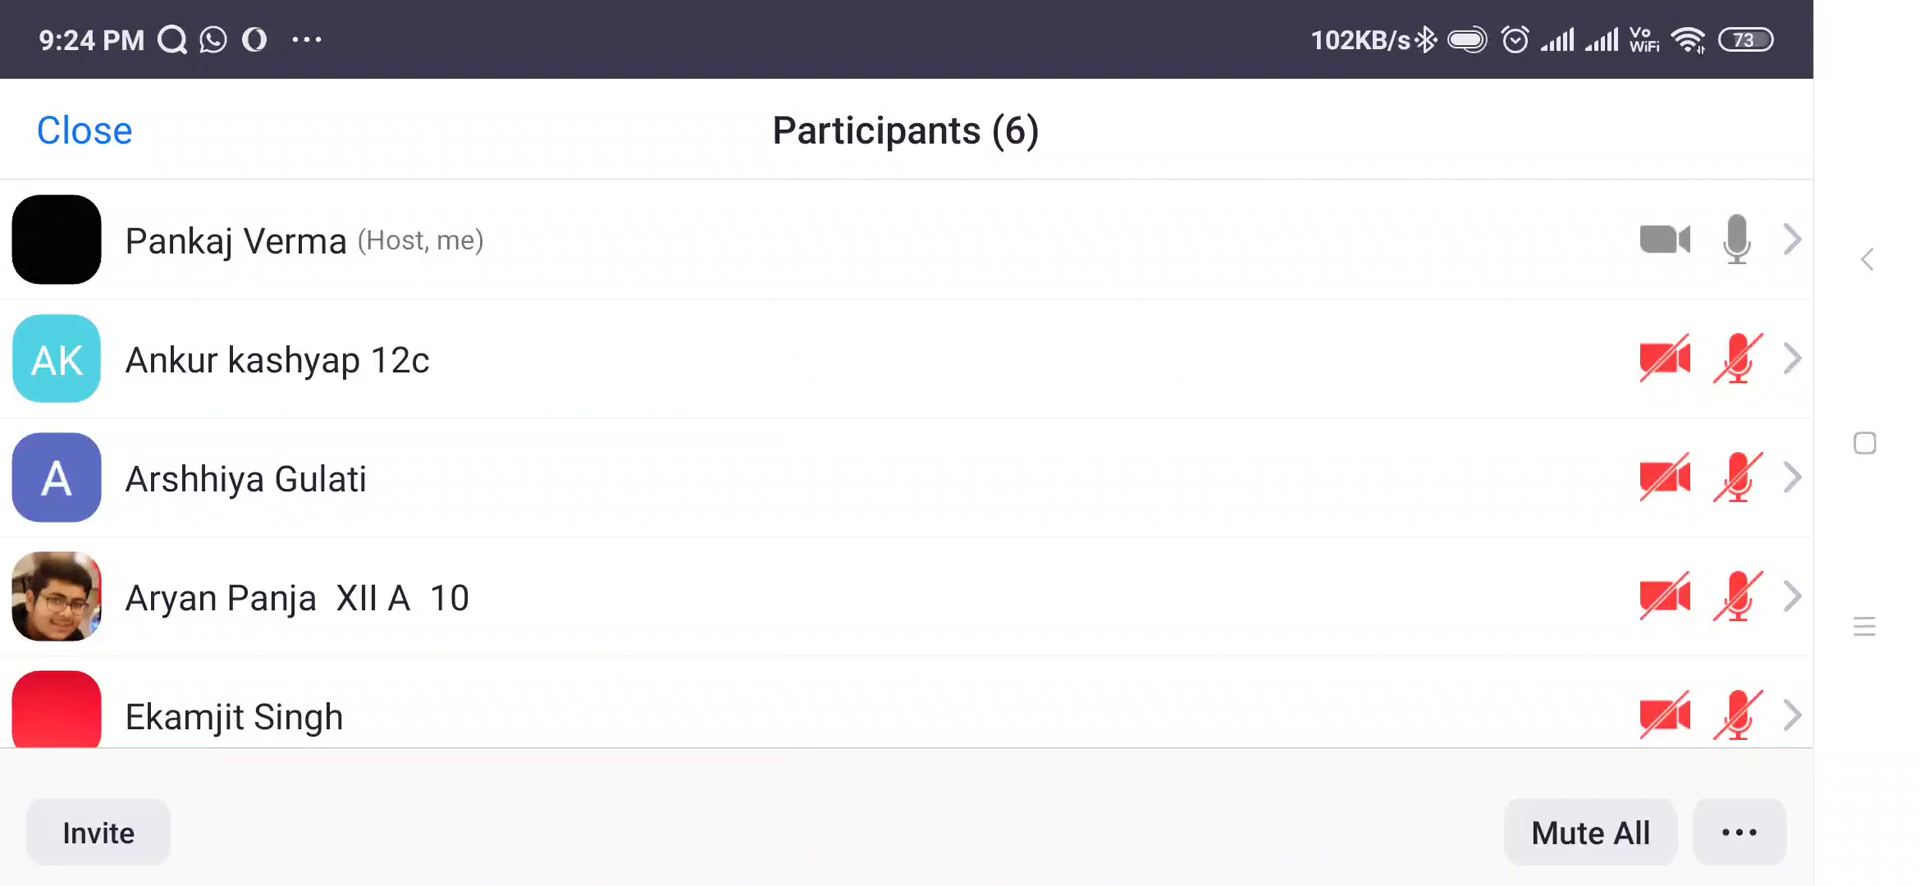 9:24 PM ... 102KB/s Vo WiFi 73
Close Participants (6)
Pankaj Verma (Host, me)
AK Ankur kashyap 12c
A Arshhiya Gulati
Aryan Panja XII A 10
Ekamjit Singh
Invite Mute All ...